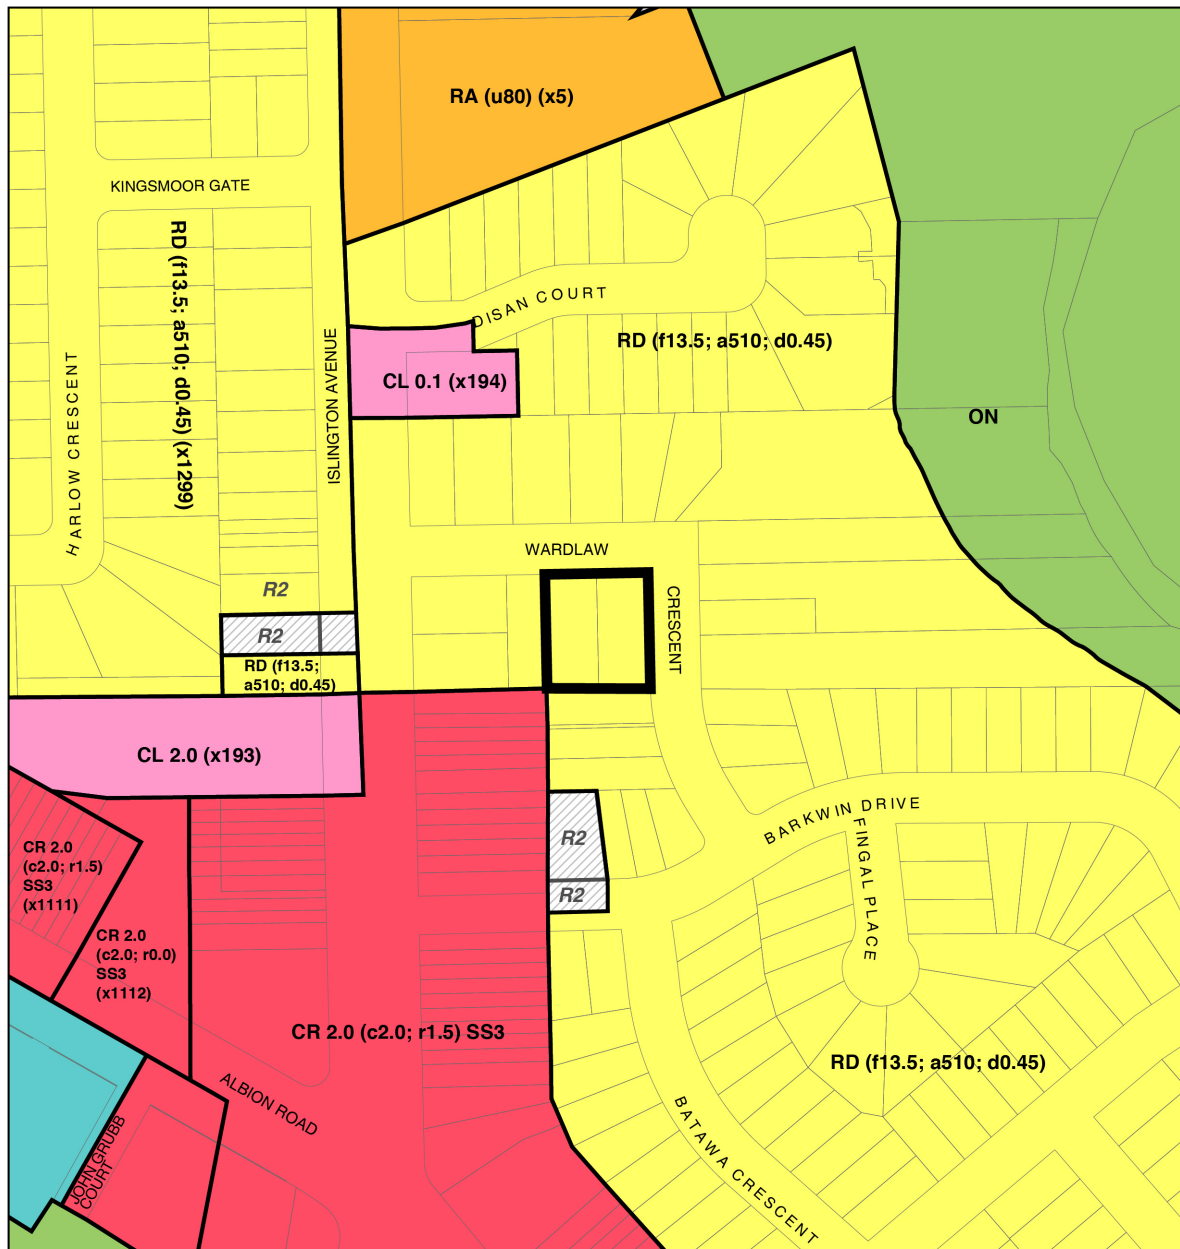 RA (u80) (x5)
KINGSMOOR GATE
RD (f13.5; a510; d0.45) (x1299)
DISAN COURT
RD (f13.5; a510; d0.45)
HARLOW CRESCENT
ISLINGTON AVENUE
CL 0.1 (x194)
ON
WARDLAW
CRESCENT
R2
R2
RD (f13.5;
a510; d0.45)
CL 2.0 (x193)
BARKWIN DRIVE
FINGAL PLACE
R2
R2
CR 2.0
(c2.0; r1.5)
SS3
(x1111)
CR 2.0
(c2.0; r0.0)
SS3
(x1112)
CR 2.0 (c2.0; r1.5) SS3
RD (f13.5; a510; d0.45)
ALBION ROAD
JOHN GRUBB
COURT
BATAWA CRESCENT